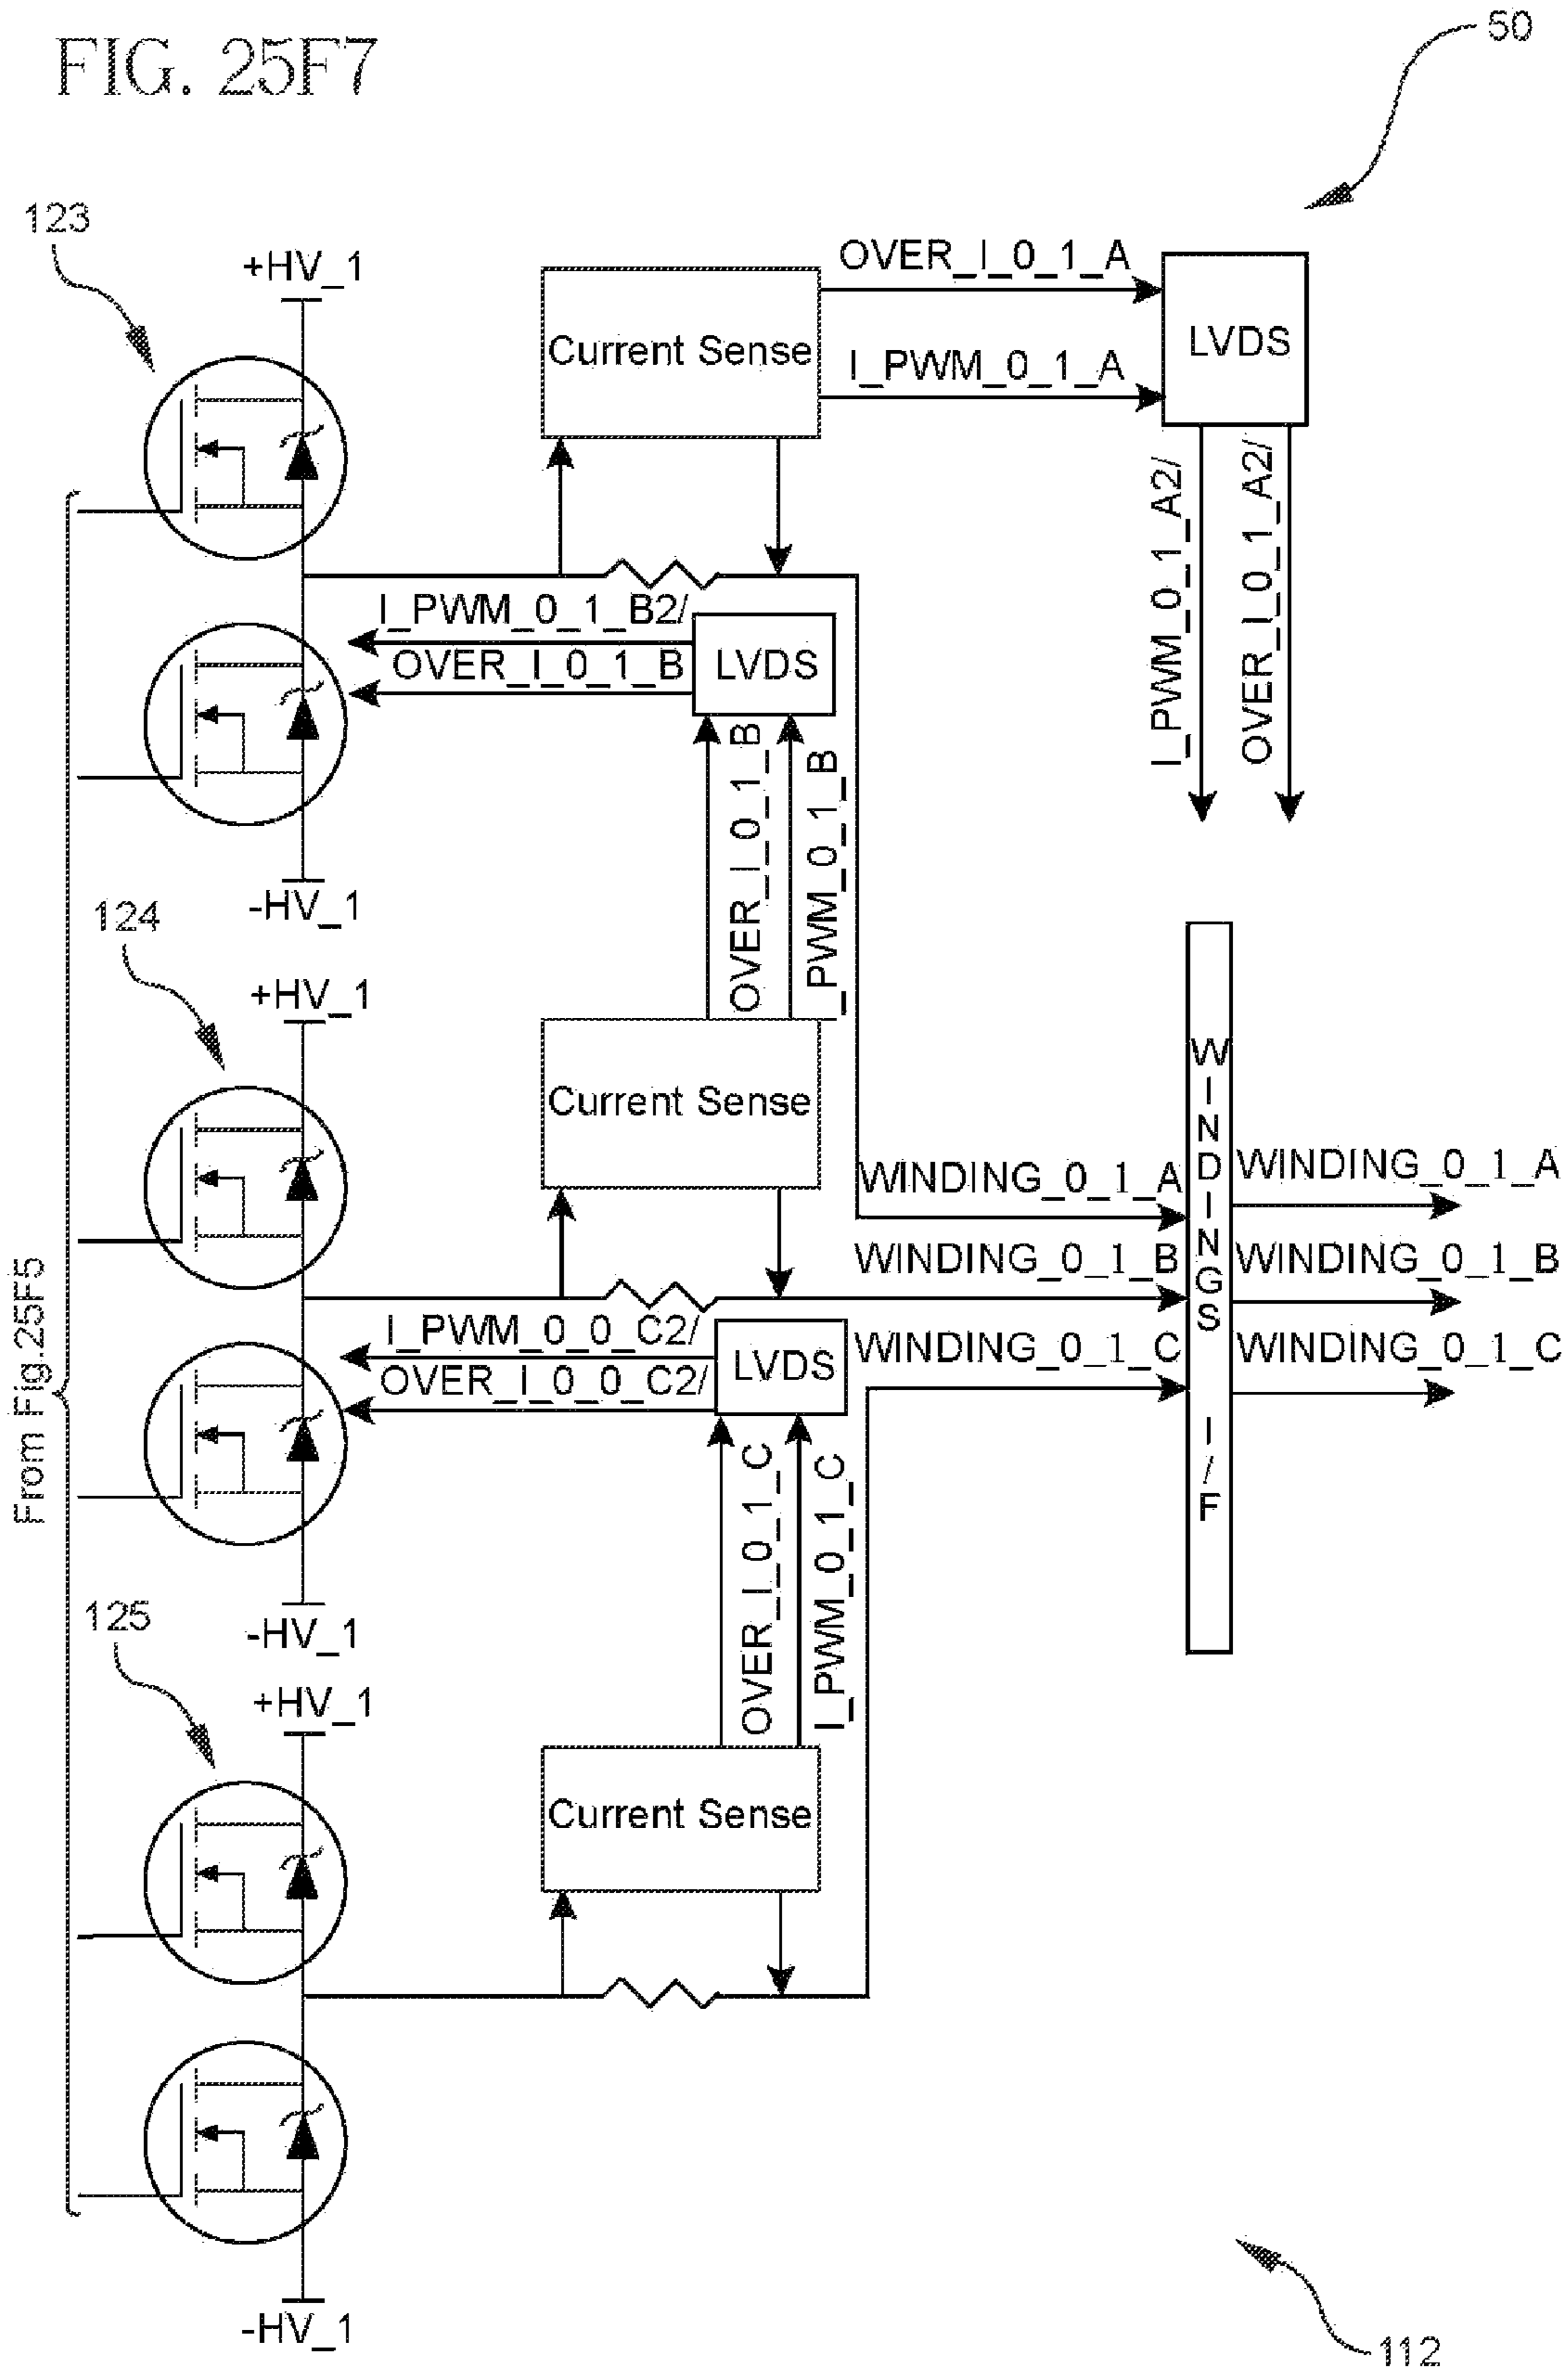 FIG. 25F7
50
123
+HV_1
OVER_I_0_1_A
Current Sense
LVDS
I_PWM_0_1_A
I_PWM_0_1_A2/
OVER_I_0_1_A2/
I_PWM_0_1_B2/
OVER_I_0_1_B
LVDS
OVER_I_0_1_B
I_PWM_0_1_B
-HV_1
124
+HV_1
Current Sense
WINDINGS I/F
WINDING_0_1_A
WINDING_0_1_A
WINDING_0_1_B
WINDING_0_1_B
From Fig.25F5
I_PWM_0_0_C2/
OVER_I_0_0_C2/
LVDS
WINDING_0_1_C
WINDING_0_1_C
OVER_I_0_1_C
I_PWM_0_1_C
-HV_1
125
+HV_1
Current Sense
-HV_1
112